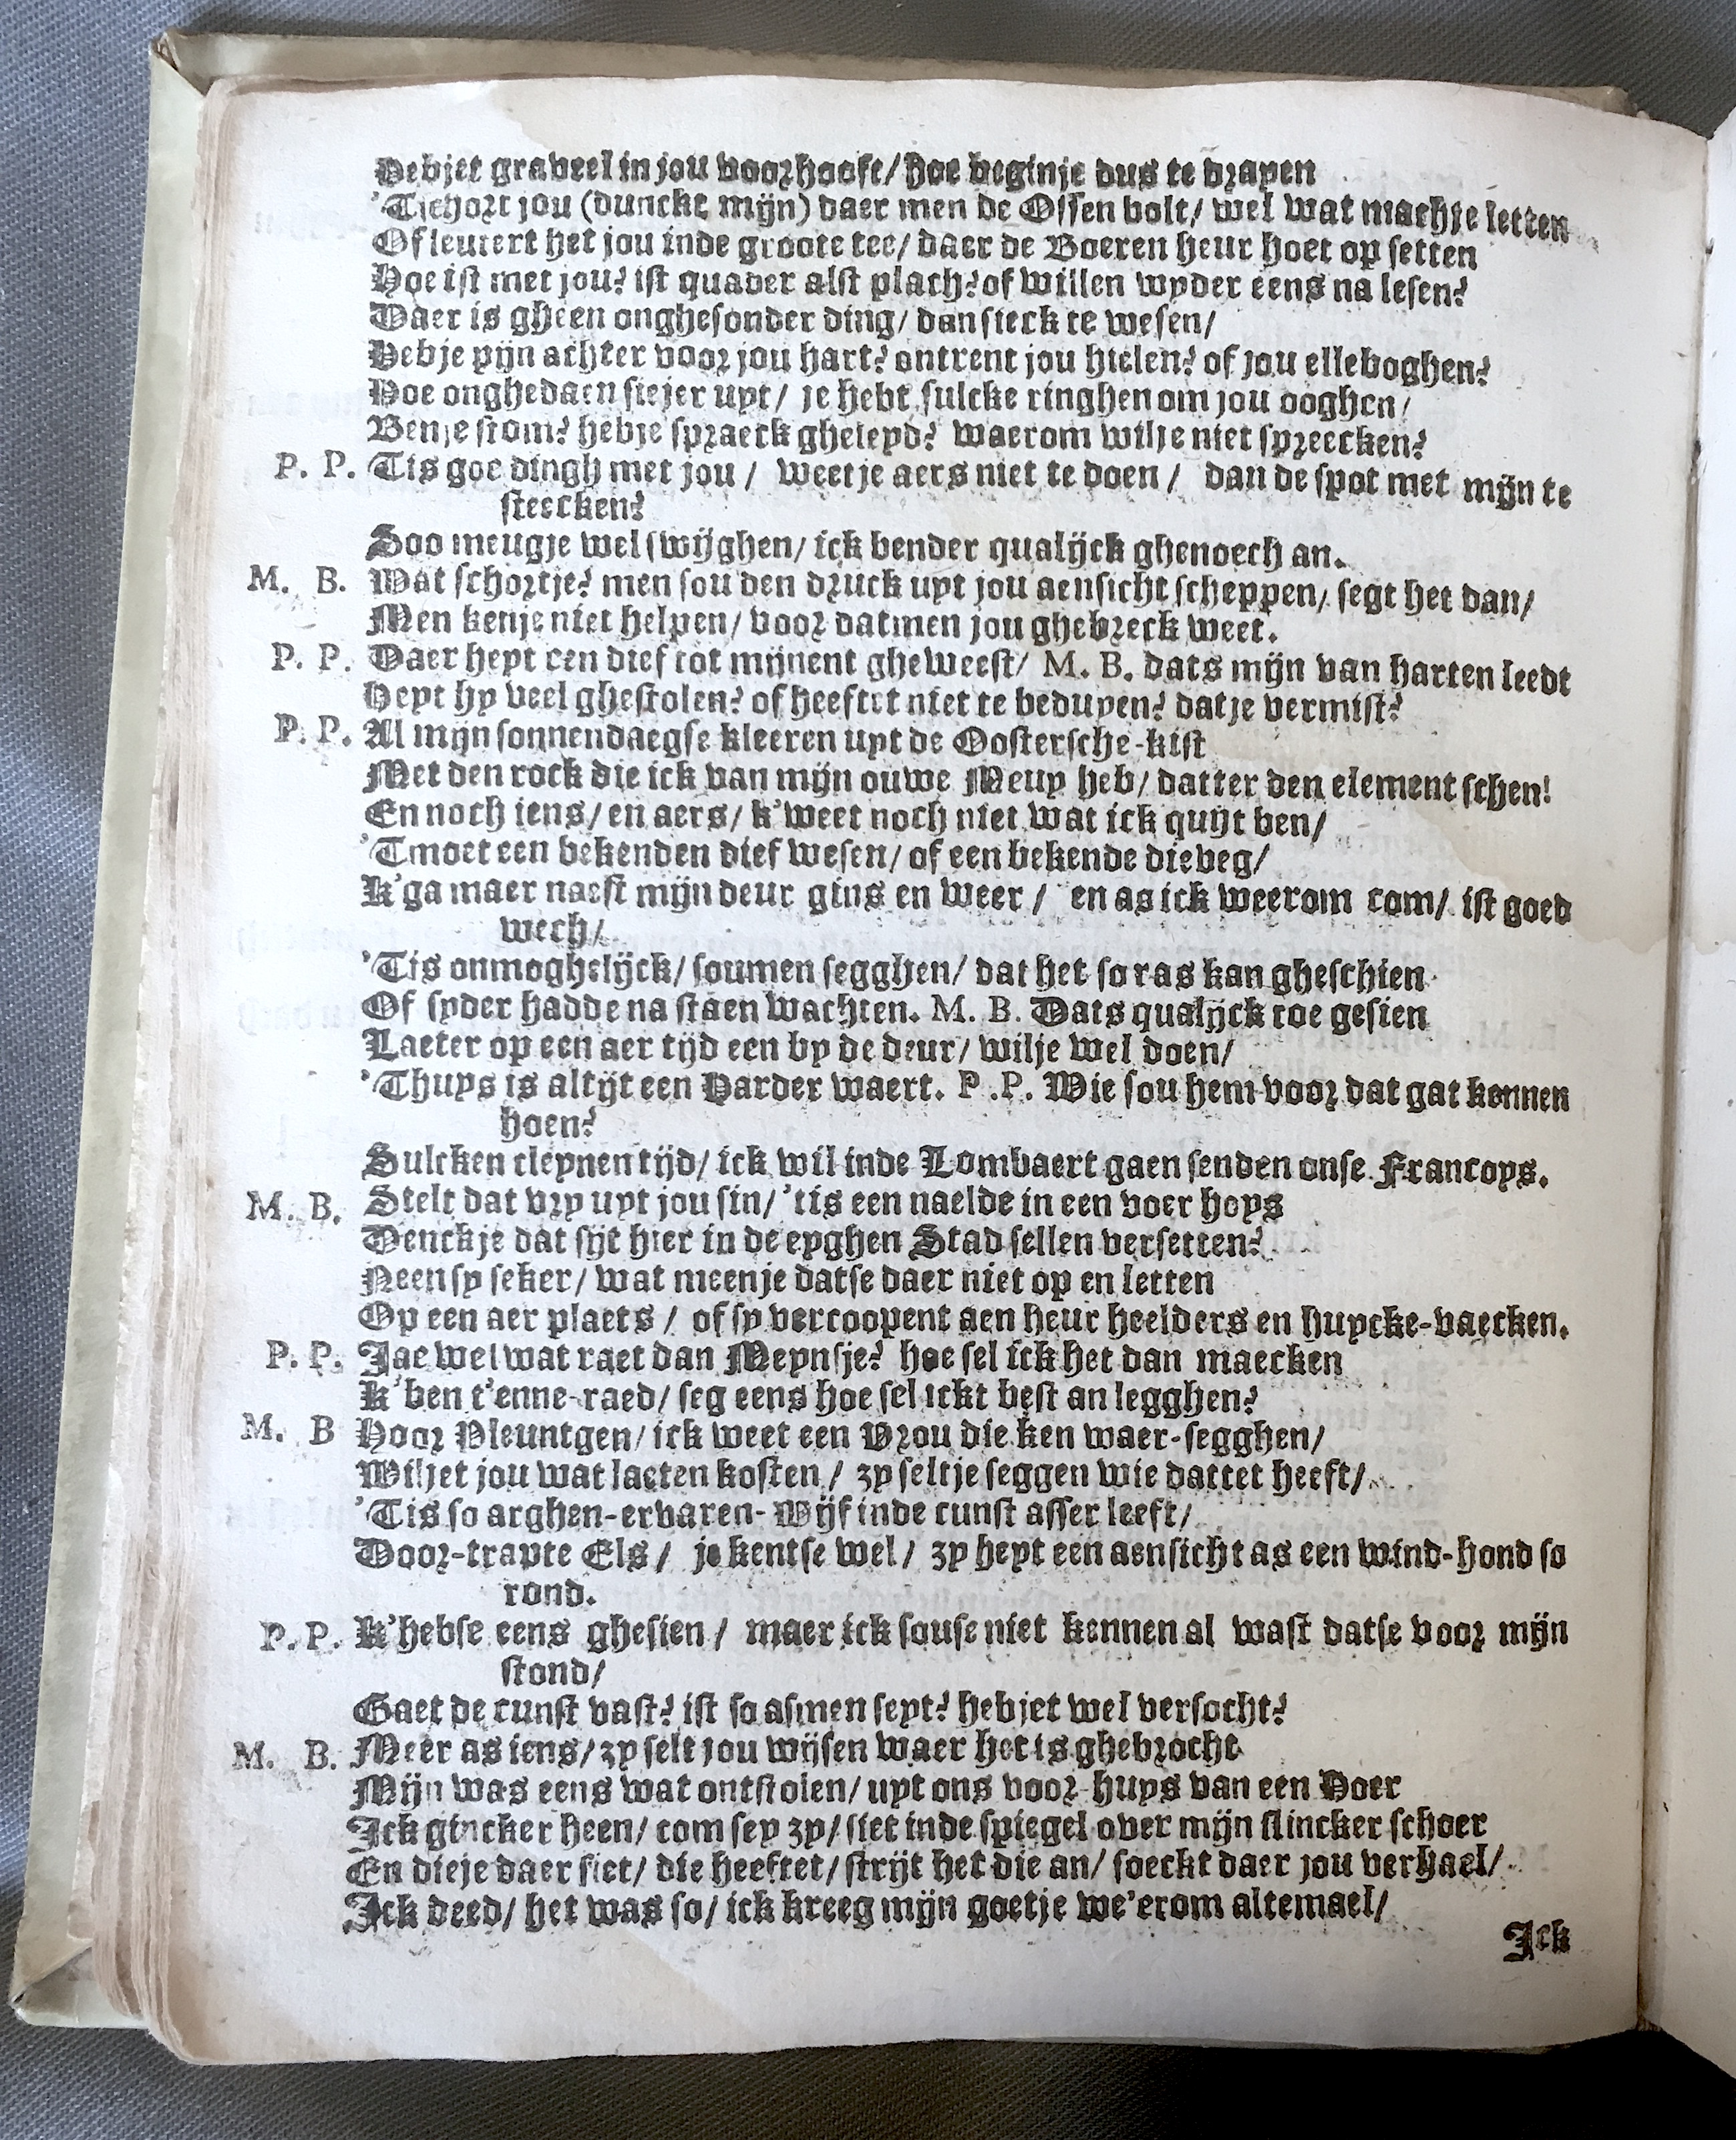 Hebjet graveel in jou voorhooft/ hoe beginje dus te drayen
'Tschort jou (dunckt mijn) daer men de Ossen bolt/ wel wat machje letten
Of leutert het jou inde groote tee/ daer de Boeren heur hoet op setten
Hoe ist met jou? ist quader alst plach? of willen wyder eens na lesen?
Daer is gheen onghesonder ding/ dan sieck te wesen/
Hebje pijn achter voor jou hart? ontrent jou hielen? of jou elleboghen?
Hoe onghedaen siejer uyt/ je hebt sulcke ringhen om jou ooghen/
Benje stom? hebje spraeck gheleyd? waerom wilje niet spreecken?
P. P. Tis goe dingh met jou / weetje aers niet te doen / dan de spot met mijn te
steecken?
Soo meugje wel swijghen/ ick bender qualijck ghenoech an.
M. B. Wat schortje? men sou den druck uyt jou aensicht scheppen/ segt het dan/
Men kenje niet helpen/ voor datmen jou ghebreck weet.
P. P. Daer heyt een dief tot mijnent gheweest/ M. B. dats mijn van harten leedt
Heyt hy veel ghestolen? of heeftet niet te beduyen? datje vermist?
P. P. Al mijn sonnendaegse kleeren uyt de Oostersche-kist
Met den rock die ick van mijn ouwe Meuy heb/ datter den element schen!
En noch iens/ en aers/ k'weet noch niet wat ick quijt ben/
'Tmoet een bekenden dief wesen/ of een bekende dieveg/
K'ga maer naest mijn deur gins en weer / en as ick weerom com/ ist goed
wech/
'Tis onmoghelijck/ soumen segghen/ dat het so ras kan gheschien
Of syder hadde na staen wachten. M. B. Dats qualijck toe gesien
Laeter op een aer tijd een by de deur/ wilje wel doen/
'Thuys is altijt een Harder waert. P. P. Wie sou hem voor dat gat kennen
hoen?
Sulcken cleynen tijd/ ick wil inde Lombaert gaen senden onse Francoys.
M. B. Stelt dat vry uyt jou sin/ 'tis een naelde in een voer hoys
Denckje dat sijt hier in de eyghen Stad sellen versetten?
Neen sy seker/ wat meenje datse daer niet op en letten
Op een aer plaets / of sy vercoopent aen heur heelders en huycke-vaecken.
P. P. Jae wel wat raet dan Meynsje? hoe sel ick het dan maecken
K'ben t'enne-raed/ seg eens hoe sel ickt best an legghen?
M. B Hoor Pleuntgen/ ick weet een Vrou die ken waer-segghen/
Wiljet jou wat laeten kosten / zy seltje seggen wie dattet heeft/
'Tis so arghen-ervaren-Wijf inde cunst asser leeft/
Door-trapte Els / je kentse wel / zy heyt een aensicht as een wind-hond so
rond.
P. P. K'hebse eens ghesien / maer ick souse niet kennen al wast datse voor mijn
stond/
Gaet de cunst vast? ist so asmen seyt? hebjet wel versocht?
M. B. Meer as iens/ zy selt jou wijsen waer het is ghebrocht
Mijn was eens wat ontstolen/ uyt ons voor-huys van een Hoer
Ick gincker heen/ com sey zy/ siet inde spiegel over mijn slincker schoer
En dieje daer siet/ die heeftet/ strijt het die an/ soeckt daer jou verhael/
Ick deed/ het was so/ ick kreeg mijn goetje we'erom altemael/
Ick